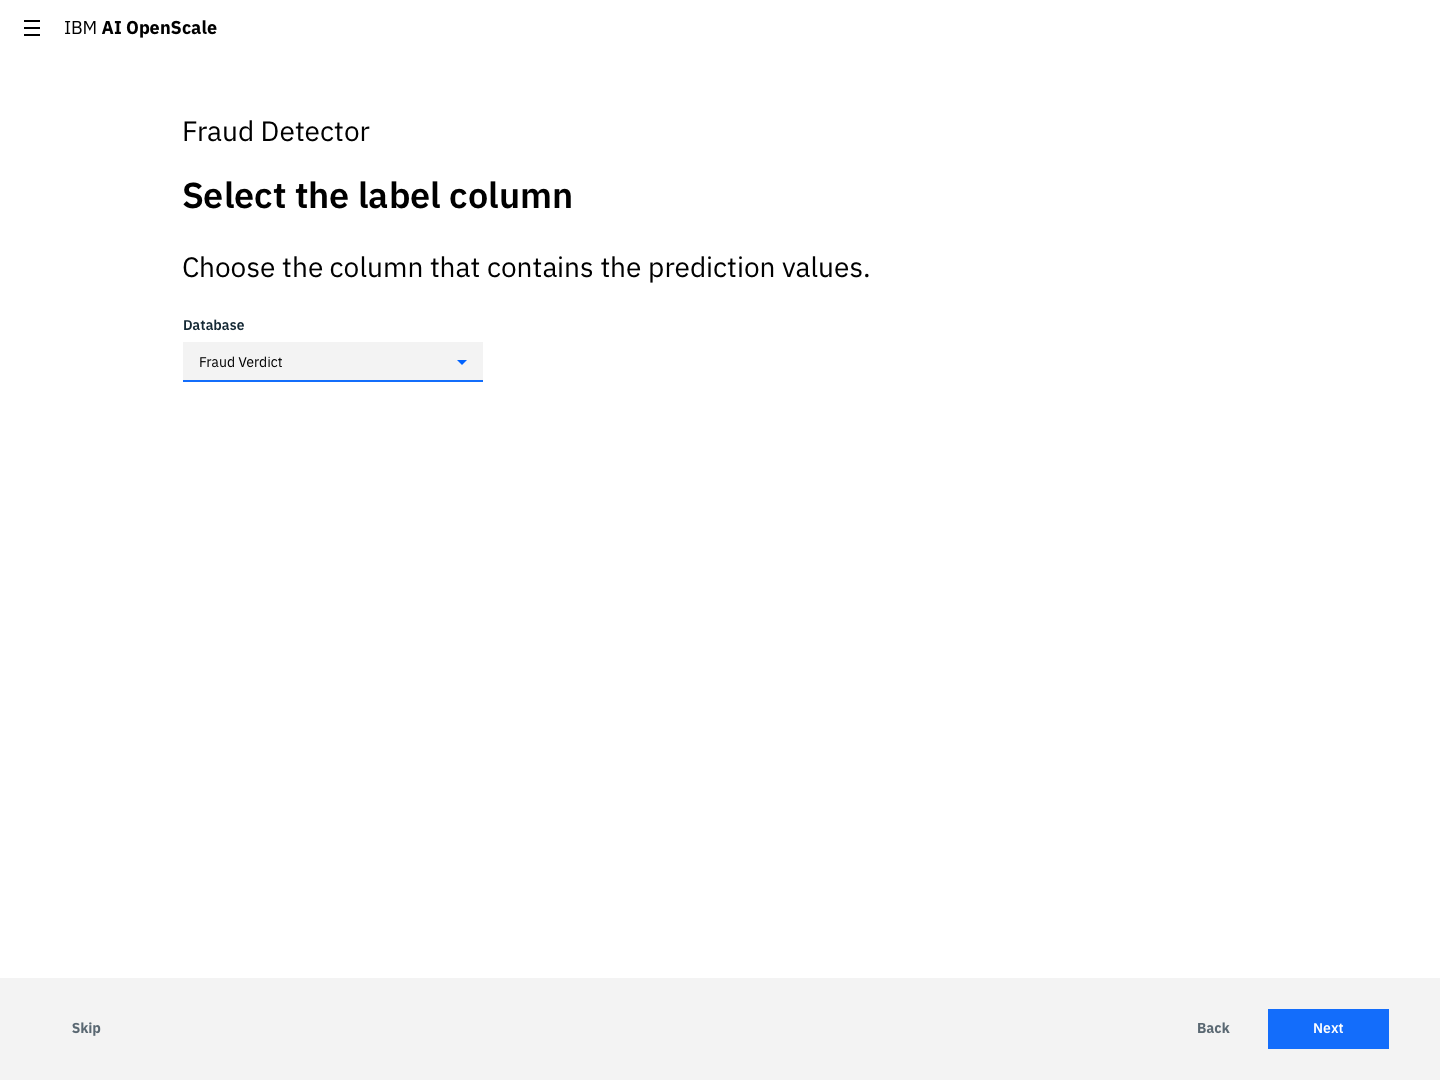 IBM AI OpenScale
Fraud Detector
Select the label column
Choose the column that contains the prediction values.
Database
Fraud Verdict
Skip
Back
Next